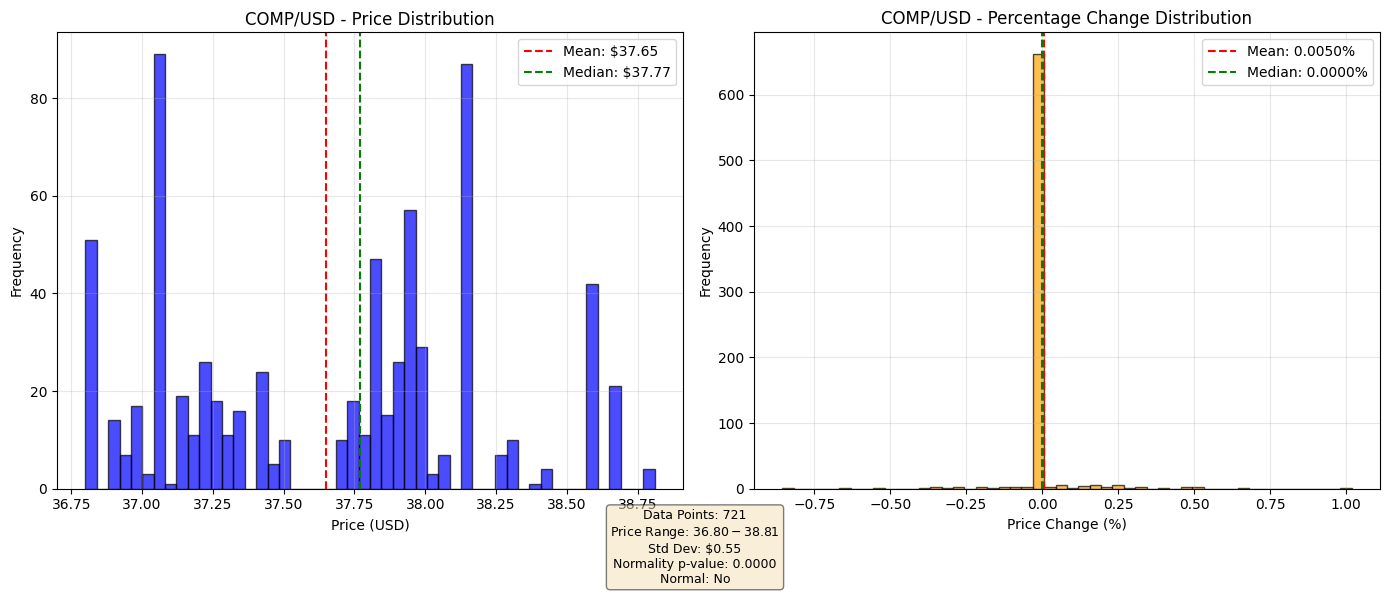 COMP/USD - Price Distribution
Mean: $37.65
Median: $37.77
80
60
40
20
0
Frequency
36.75 37.00 37.25 37.50 37.75 38.00 38.25 38.50 38.75
Price (USD)
COMP/USD - Percentage Change Distribution
Mean: 0.0050%
Median: 0.0000%
600
500
400
300
200
100
0
Frequency
−0.75 −0.50 −0.25 0.00 0.25 0.50 0.75 1.00
Price Change (%)
Data Points: 721
Price Range: 36.80 − 38.81
Std Dev: $0.55
Normality p-value: 0.0000
Normal: No